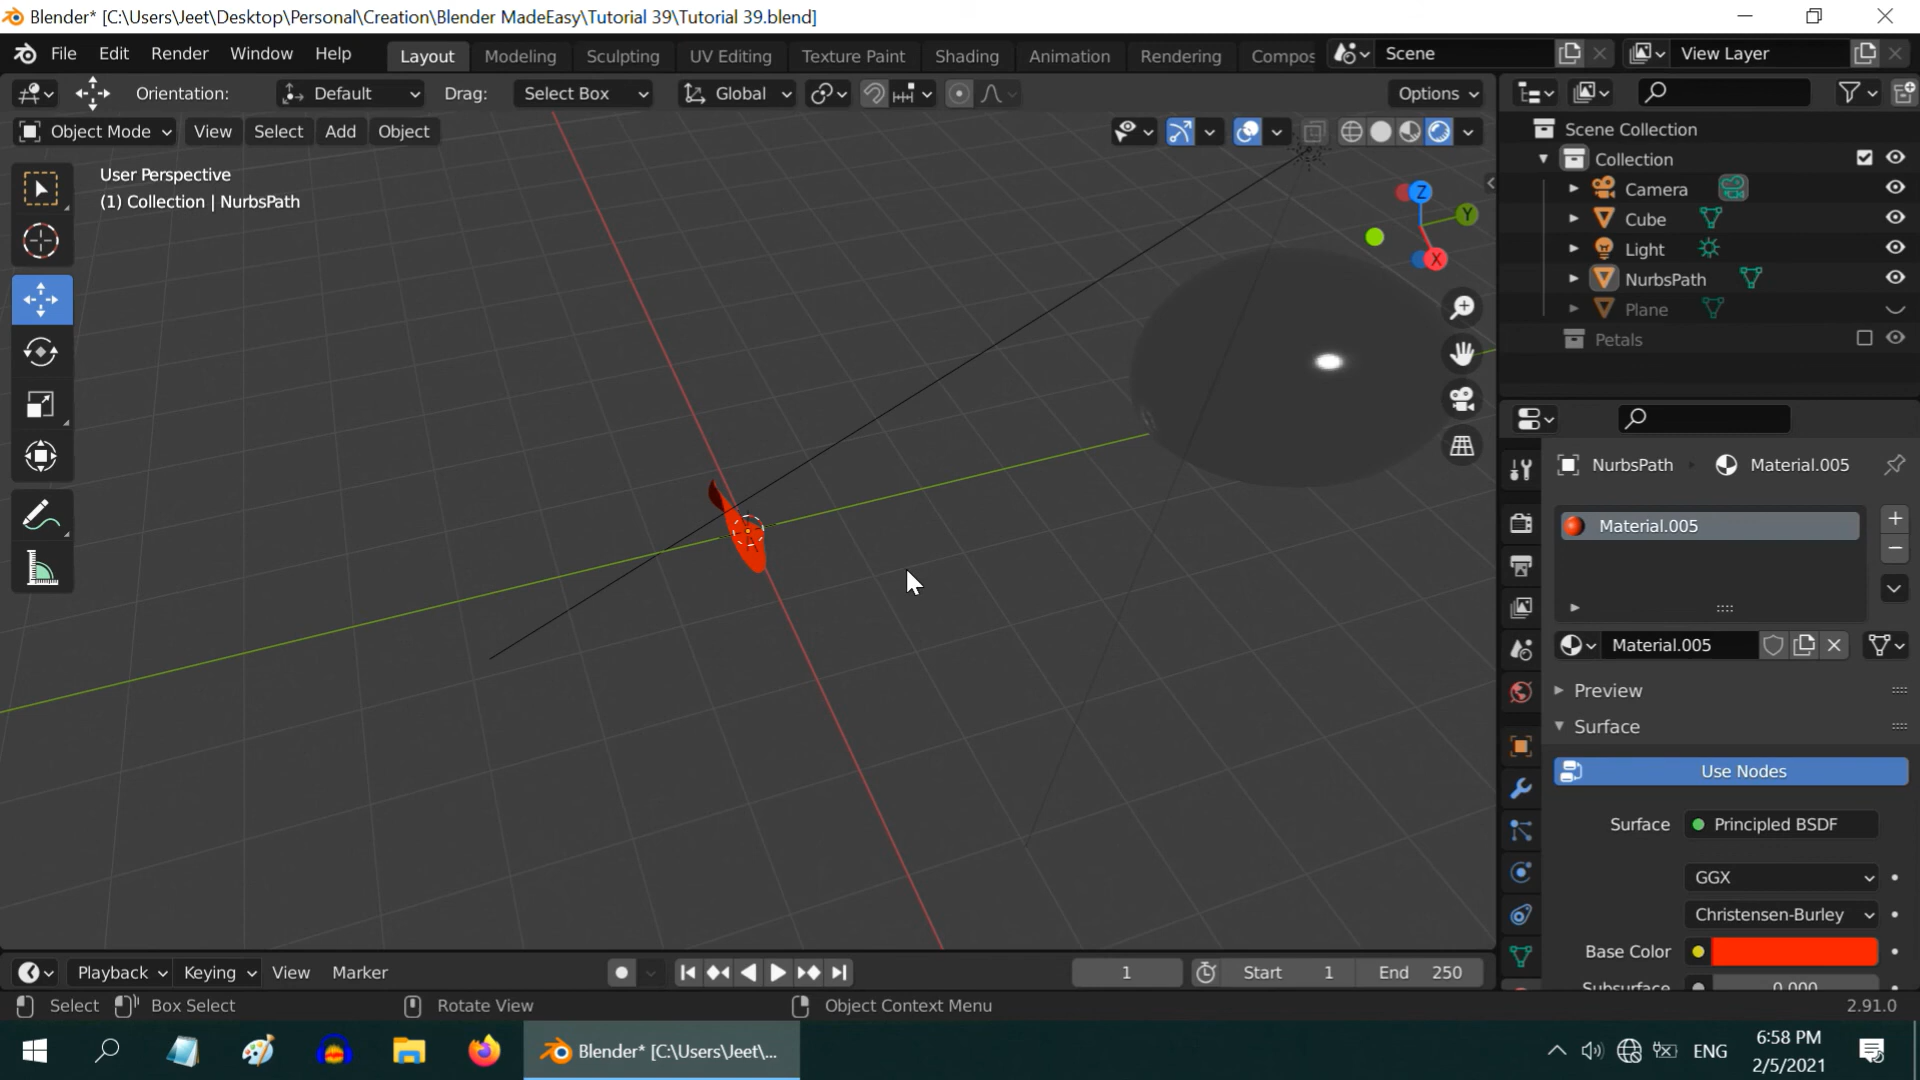 Blender* [C:\Users\Jeet\Desktop\Personal\Creation\Blender MadeEasy\Tutorial 39\Tutorial 39.blend]
File Edit Render Window Help Layout Modeling Sculpting UV Editing Texture Paint Shading Animation Rendering Compos Scene View Layer
Orientation: Default Drag: Select Box Global Options
Object Mode View Select Add Object
User Perspective
(1) Collection | NurbsPath
Z
Y
X
Scene Collection
Collection
Camera
Cube
Light
NurbsPath
Plane
Petals
NurbsPath Material.005
Material.005
Material.005
Preview
Surface
Use Nodes
Surface Principled BSDF
GGX
Christensen-Burley
Base Color
Subsurface 0.000
Playback Keying View Marker 1 Start 1 End 250
Select Box Select Rotate View Object Context Menu 2.91.0
Blender* [C:\Users\Jeet\... ENG 6:58 PM
2/5/2021